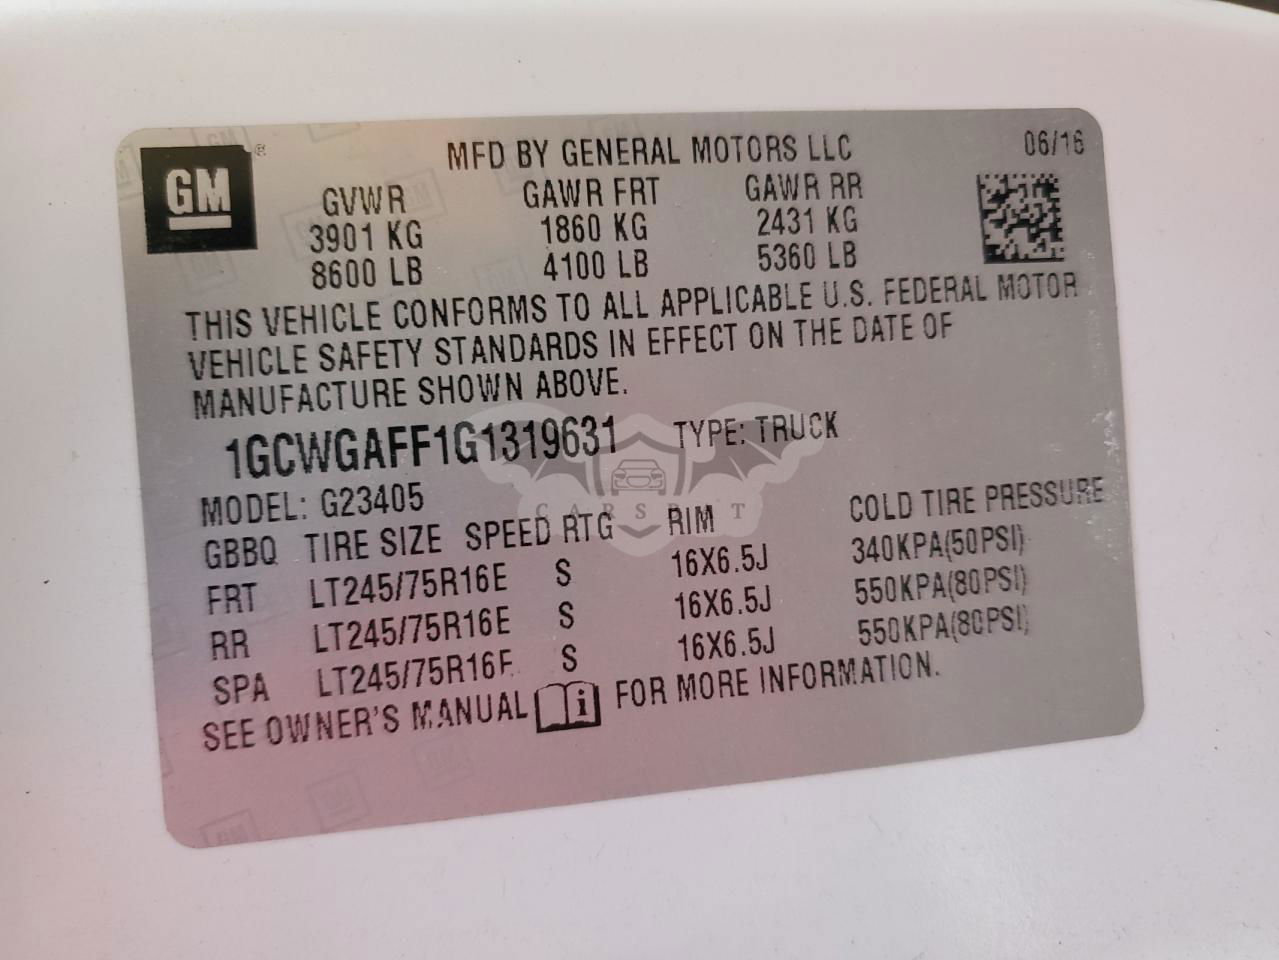 GM ® MFD BY GENERAL MOTORS LLC 06/16
GVWR GAWR FRT GAWR RR
3901 KG 1860 KG 2431 KG
8600 LB 4100 LB 5360 LB
THIS VEHICLE CONFORMS TO ALL APPLICABLE U.S. FEDERAL MOTOR
VEHICLE SAFETY STANDARDS IN EFFECT ON THE DATE OF
MANUFACTURE SHOWN ABOVE.
1GCWGAFF1G1319631 TYPE: TRUCK
MODEL: G23405
GBBQ TIRE SIZE SPEED RTG RIM COLD TIRE PRESSURE
FRT LT245/75R16E S 16X6.5J 340KPA(50PSI)
RR LT245/75R16E S 16X6.5J 550KPA(80PSI)
SPA LT245/75R16E S 16X6.5J 550KPA(80PSI)
SEE OWNER'S MANUAL i FOR MORE INFORMATION.